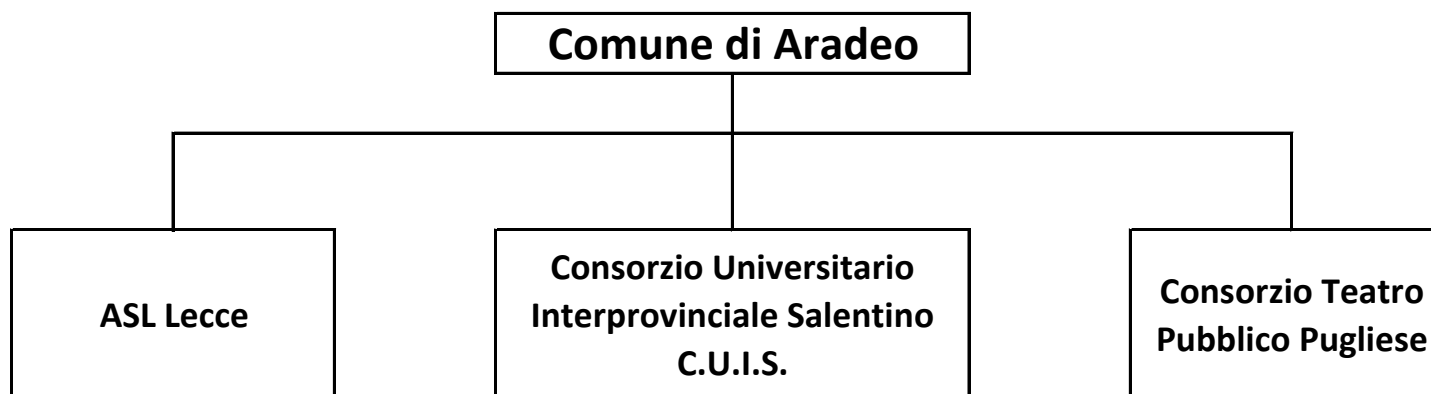 Comune di Aradeo
ASL Lecce
Consorzio Universitario
Interprovinciale Salentino
C.U.I.S.
Consorzio Teatro
Pubblico Pugliese